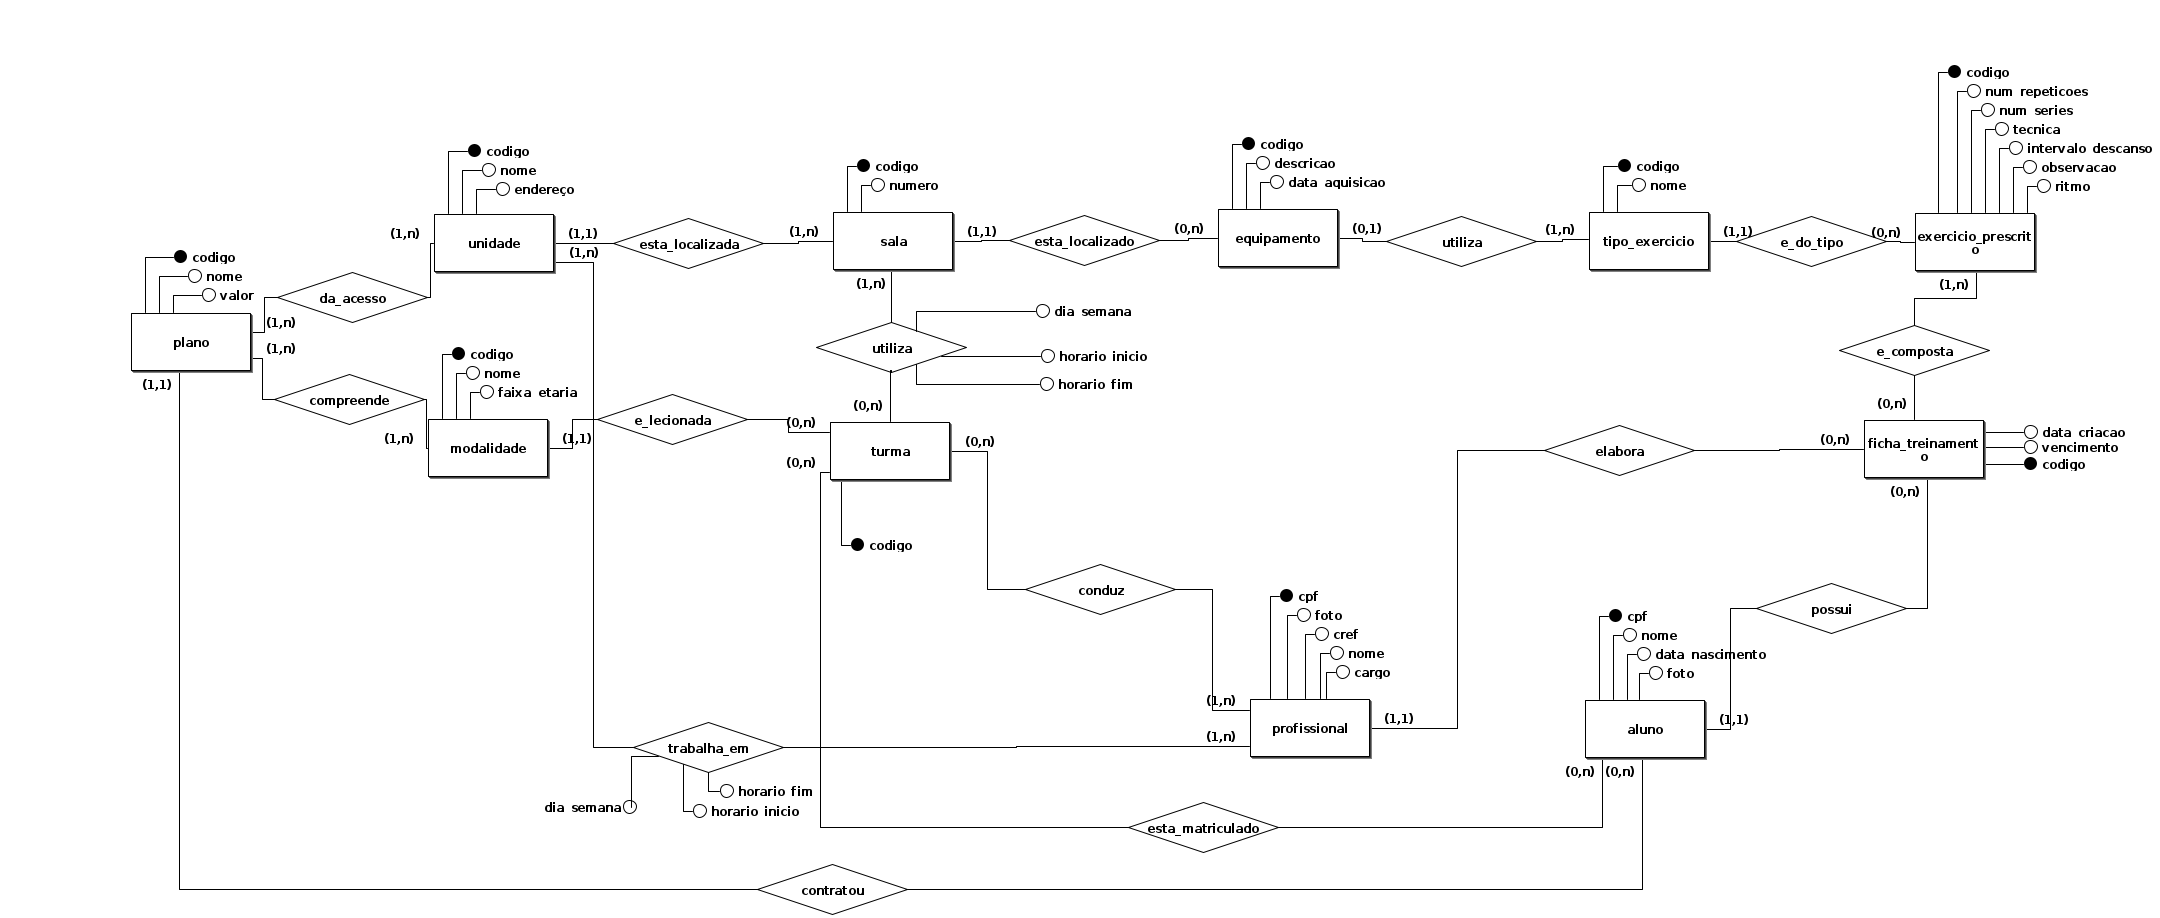 codigo
num repeticoes
num series
tecnica
intervalo descanso
observacao
ritmo
exercicio_prescrit
o
codigo
nome
endereço
unidade
(1,n)
(1,1)
(1,n)
esta_localizada
(1,n)
codigo
numero
sala
(1,1)
(1,n)
esta_localizado
(0,n)
codigo
descricao
data aquisicao
equipamento
(0,1)
utiliza
(1,n)
codigo
nome
tipo_exercicio
(1,1)
e_do_tipo
(0,n)
(1,n)
codigo
nome
valor
plano
(1,n)
(1,n)
(1,1)
da_acesso
compreende
(1,n)
codigo
nome
faixa etaria
modalidade
(1,1)
e_lecionada
(0,n)
(0,n)
dia semana
utiliza
horario inicio
horario fim
(0,n)
turma
(0,n)
codigo
e_composta
(0,n)
elabora
(0,n)
ficha_treinament
o
data criacao
vencimento
codigo
(0,n)
conduz
possui
cpf
foto
cref
nome
cargo
(1,n)
(1,n)
profissional
(1,1)
cpf
nome
data nascimento
foto
aluno
(1,1)
(0,n)
(0,n)
trabalha_em
horario fim
dia semana
horario inicio
esta_matriculado
contratou